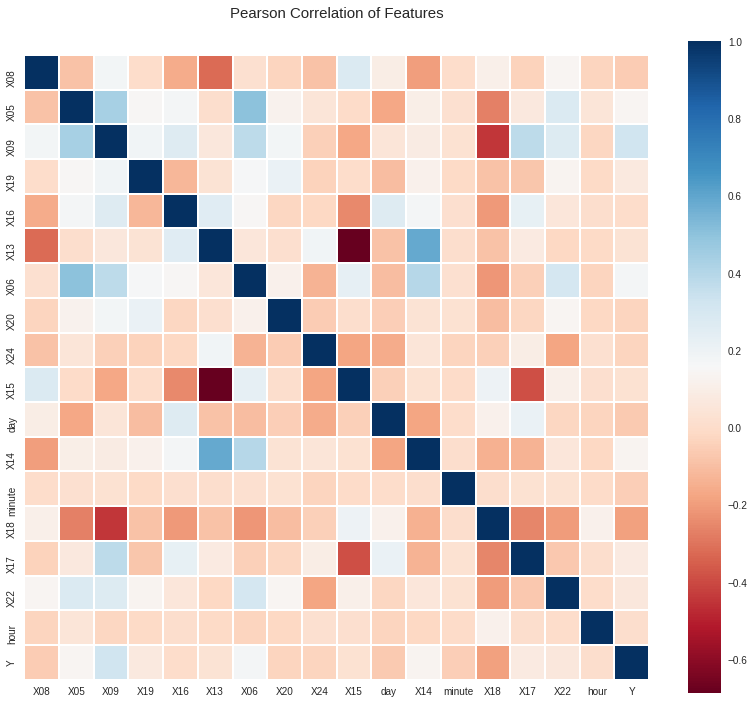 Pearson Correlation of Features
X08
X05
X09
X19
X16
X13
X06
X20
X24
X15
day
X14
minute
X18
X17
X22
hour
Y
X08 X05 X09 X19 X16 X13 X06 X20 X24 X15 day X14 minute X18 X17 X22 hour Y
1.0
0.8
0.6
0.4
0.2
0.0
−0.2
−0.4
−0.6